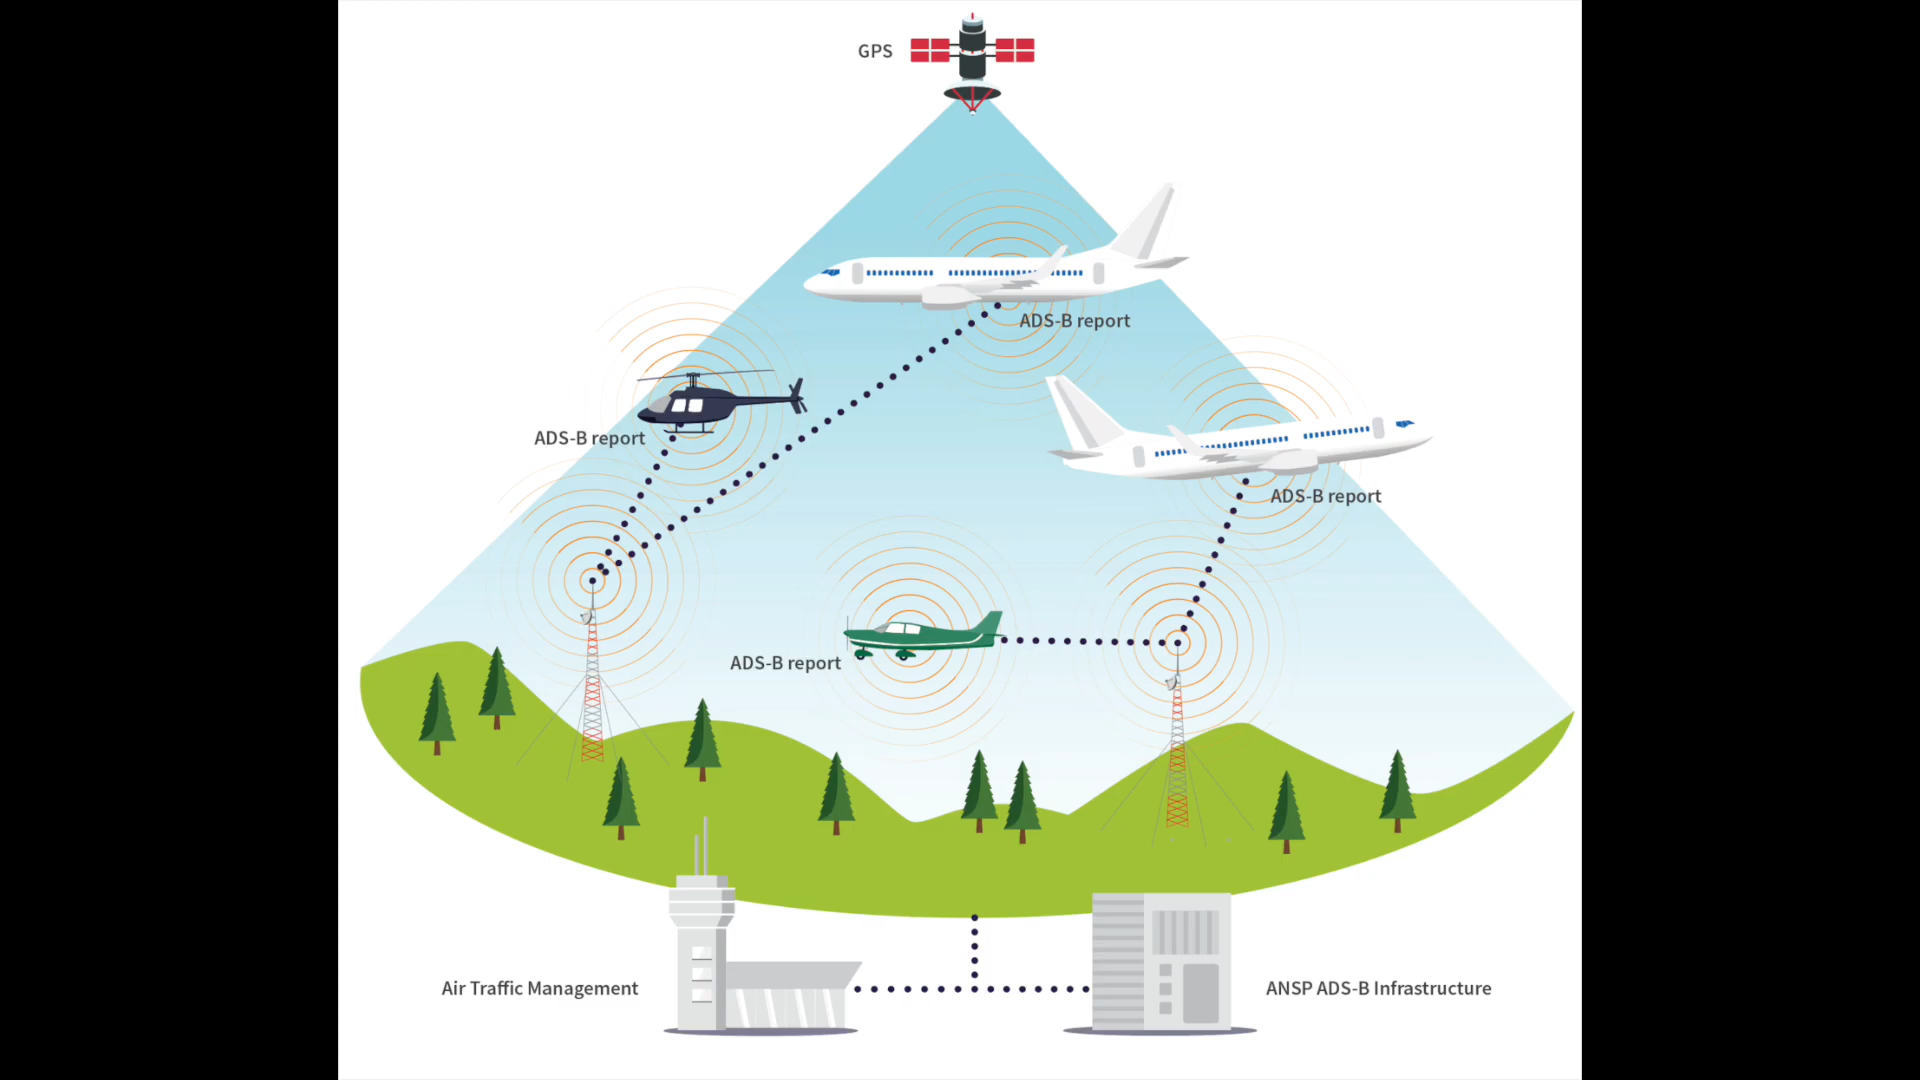 GPS
ADS-B report
ADS-B report
ADS-B report
ADS-B report
Air Traffic Management
ANSP ADS-B Infrastructure